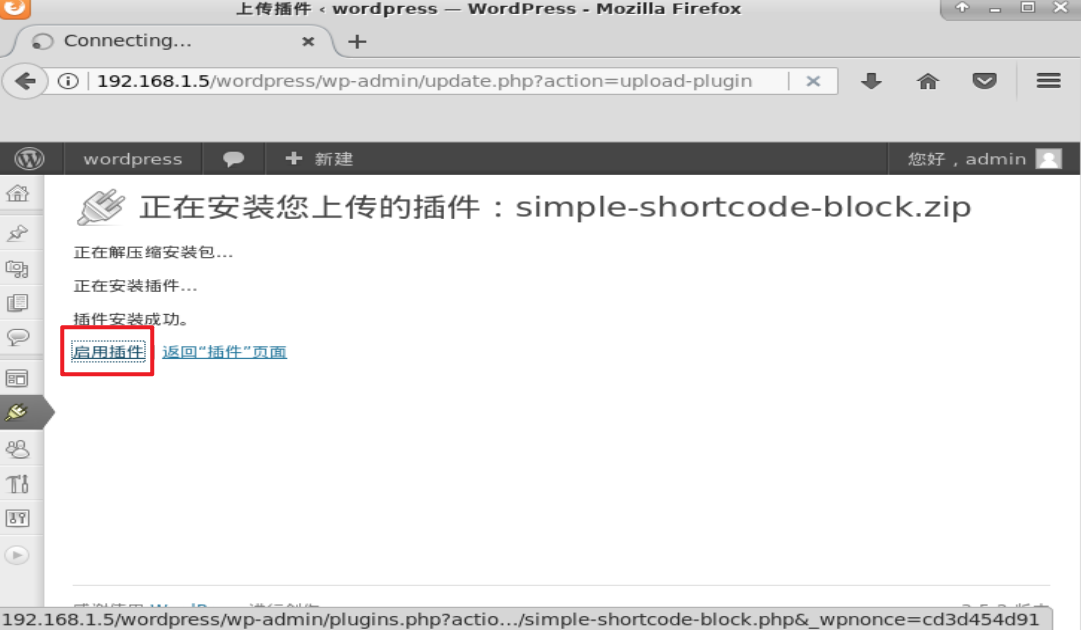 上传插件 ‹ wordpress — WordPress - Mozilla Firefox
Connecting...
192.168.1.5/wordpress/wp-admin/update.php?action=upload-plugin
wordpress 新建 您好，admin
正在安装您上传的插件：simple-shortcode-block.zip
正在解压缩安装包…
正在安装插件…
插件安装成功。
启用插件 返回“插件”页面
192.168.1.5/wordpress/wp-admin/plugins.php?actio.../simple-shortcode-block.php&_wpnonce=cd3d454d91